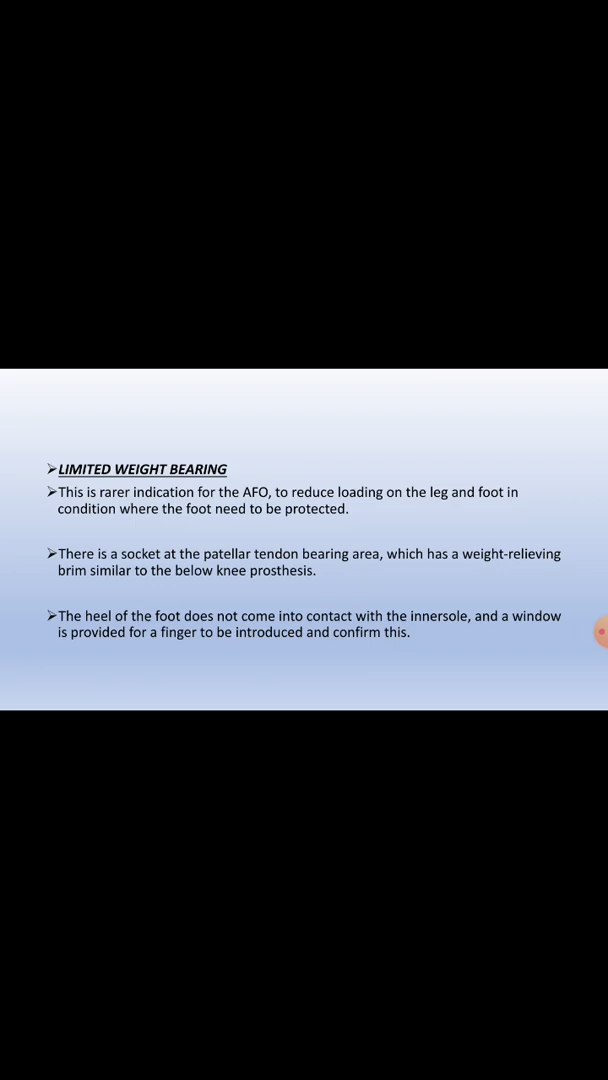 ➢LIMITED WEIGHT BEARING
➢This is rarer indication for the AFO, to reduce loading on the leg and foot in
condition where the foot need to be protected.
➢There is a socket at the patellar tendon bearing area, which has a weight-relieving
brim similar to the below knee prosthesis.
➢The heel of the foot does not come into contact with the innersole, and a window
is provided for a finger to be introduced and confirm this.